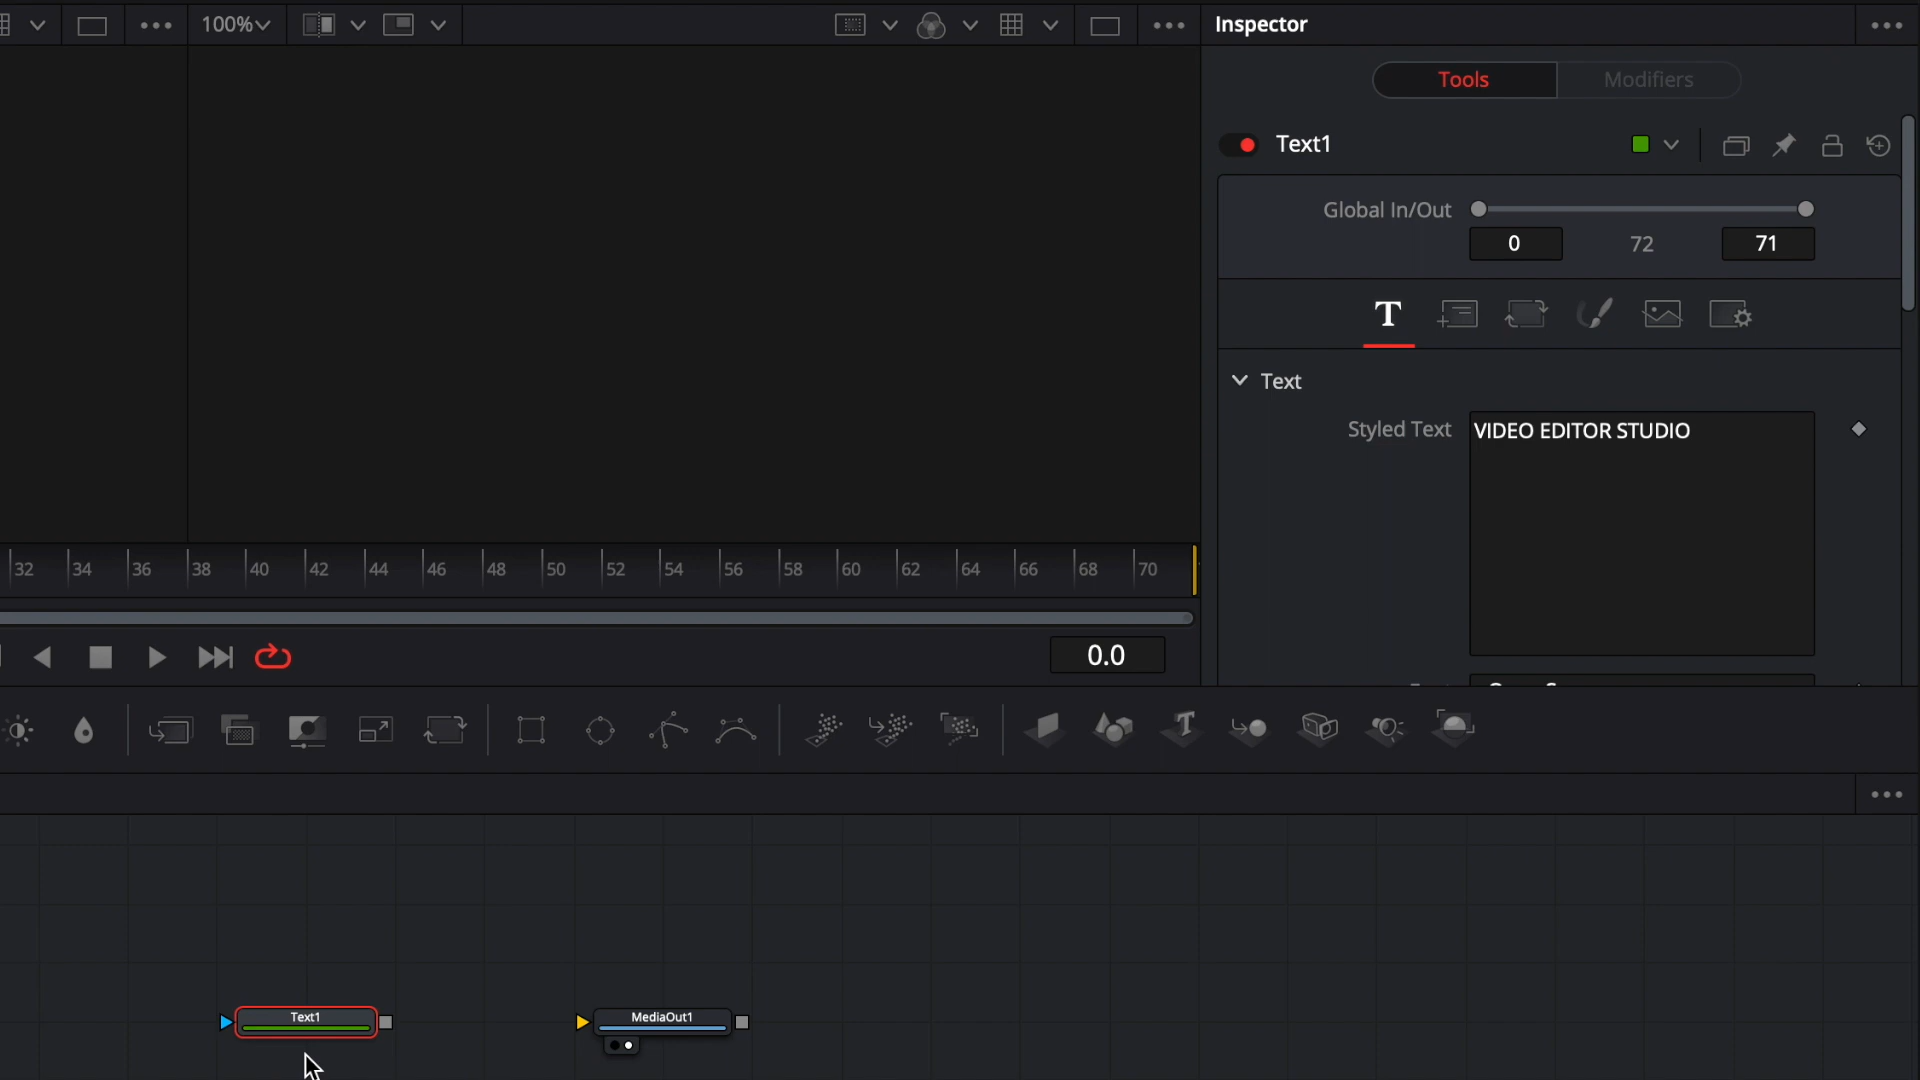 100%
Inspector
Tools Modifiers
Text1
Global In/Out
0 72 71
T
Text
Styled Text VIDEO EDITOR STUDIO
32 34 36 38 40 42 44 46 48 50 52 54 56 58 60 62 64 66 68 70
0.0
Text1 MediaOut1